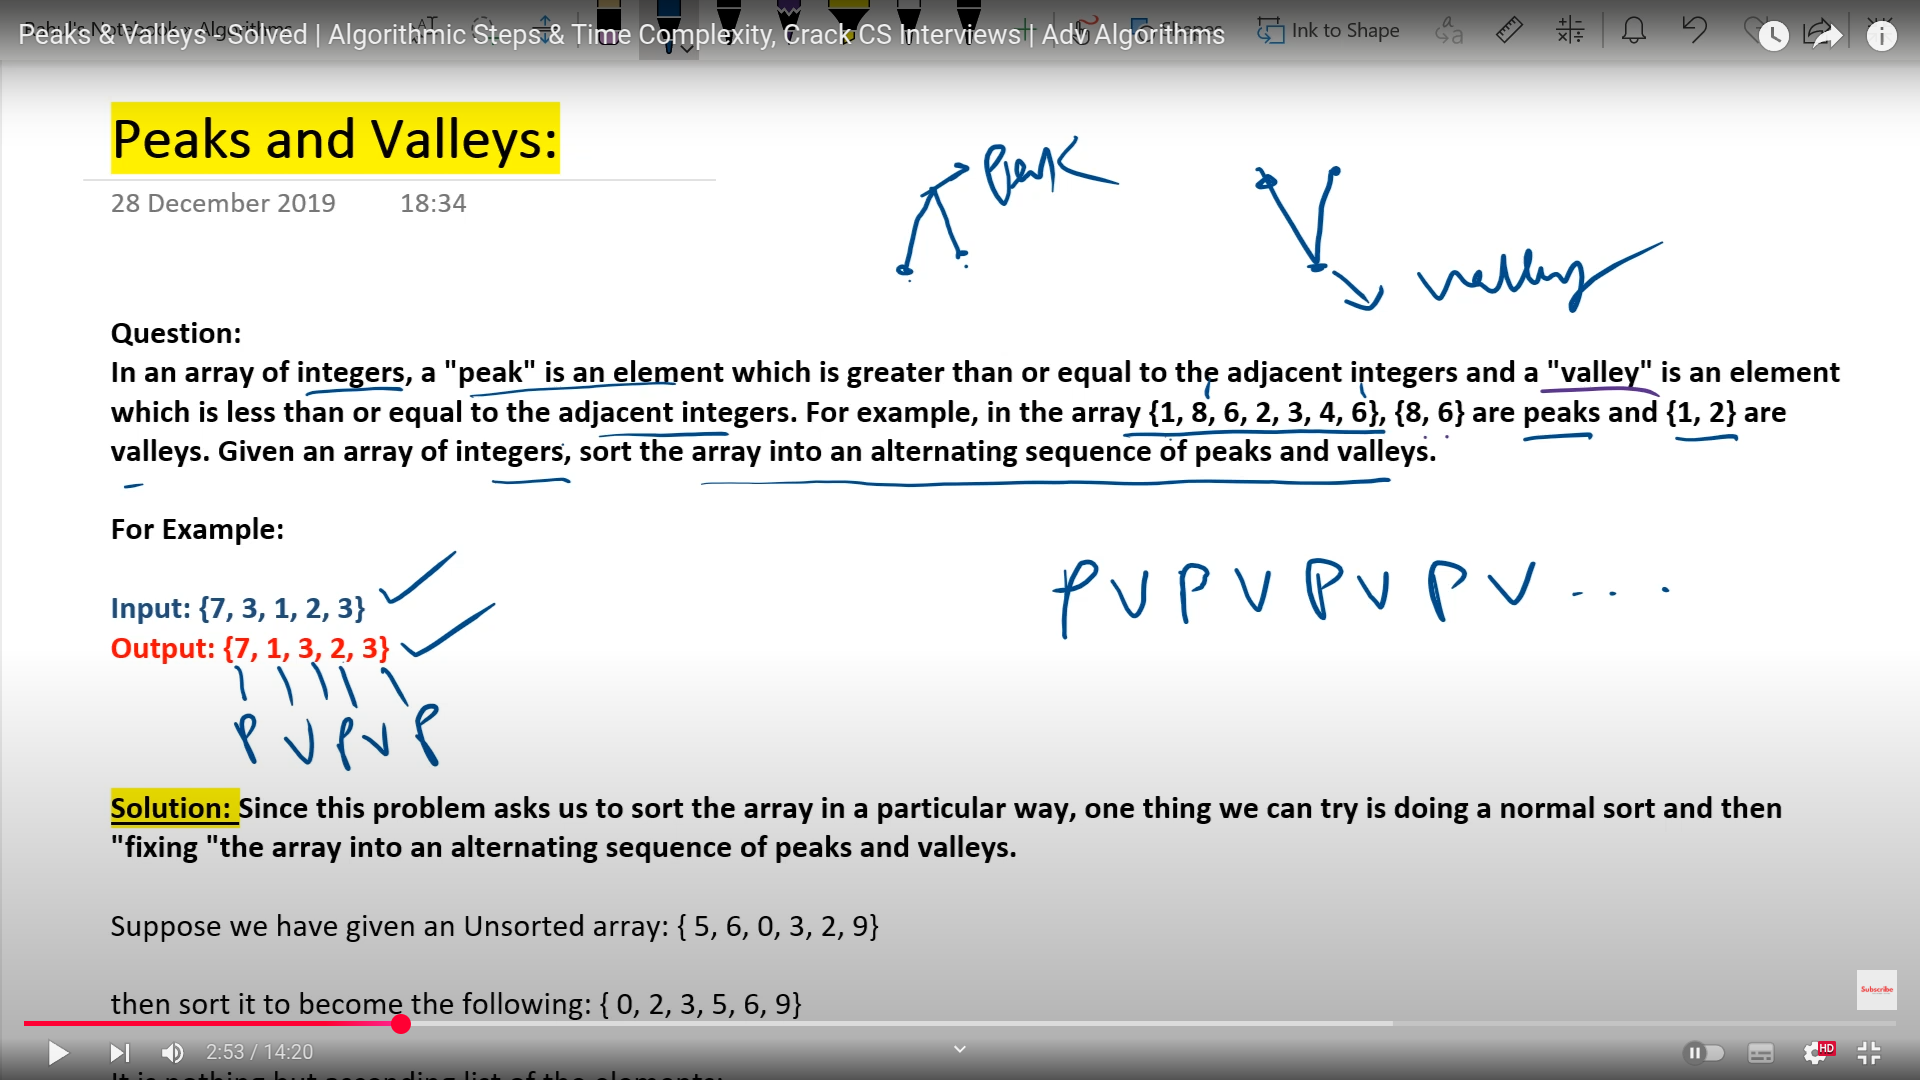 Peaks & Valleys - Solved | Algorithmic Steps & Time Complexity, Crack CS Interviews | Adv Algorithms
Ink to Shape
Peaks and Valleys:
28 December 2019 18:34
Peak
valley
Question:
In an array of integers, a "peak" is an element which is greater than or equal to the adjacent integers and a "valley" is an element
which is less than or equal to the adjacent integers. For example, in the array {1, 8, 6, 2, 3, 4, 6}, {8, 6} are peaks and {1, 2} are
valleys. Given an array of integers, sort the array into an alternating sequence of peaks and valleys.
For Example:
P V P V P V P V . . .
Input: {7, 3, 1, 2, 3}
Output: {7, 1, 3, 2, 3}
P V P V P
Solution: Since this problem asks us to sort the array in a particular way, one thing we can try is doing a normal sort and then
"fixing "the array into an alternating sequence of peaks and valleys.
Suppose we have given an Unsorted array: { 5, 6, 0, 3, 2, 9}
Subscribe
then sort it to become the following: { 0, 2, 3, 5, 6, 9}
2:53 / 14:20
HD
It is nothing but ascending list of the elements: